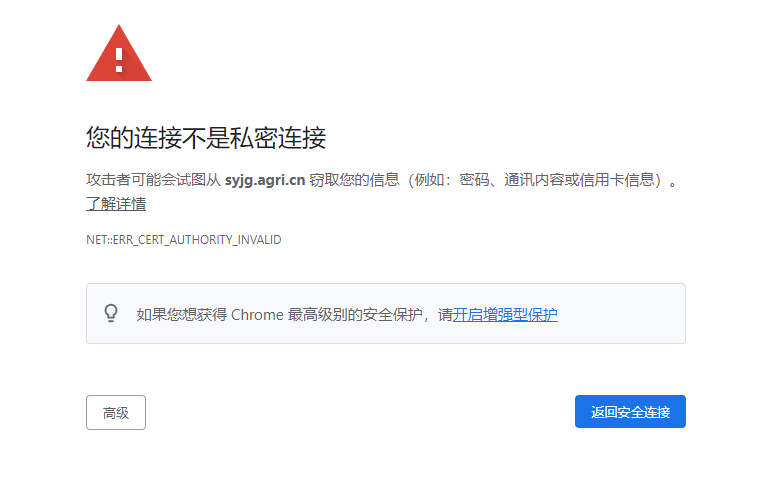 您的连接不是私密连接
攻击者可能会试图从 syjg.agri.cn 窃取您的信息（例如：密码、通讯内容或信用卡信息）。
了解详情
NET::ERR_CERT_AUTHORITY_INVALID
如果您想获得 Chrome 最高级别的安全保护，请开启增强型保护
高级
返回安全连接